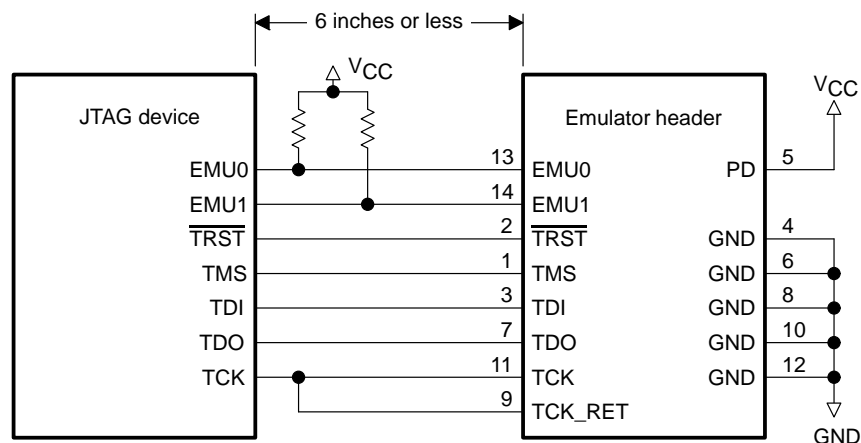 6 inches or less
VCC
VCC
JTAG device
Emulator header
EMU0 13 EMU0 PD 5
EMU1 14 EMU1
TRST 2 TRST GND 4
TMS 1 TMS GND 6
TDI 3 TDI GND 8
TDO 7 TDO GND 10
TCK 11 TCK GND 12
9 TCK_RET
GND